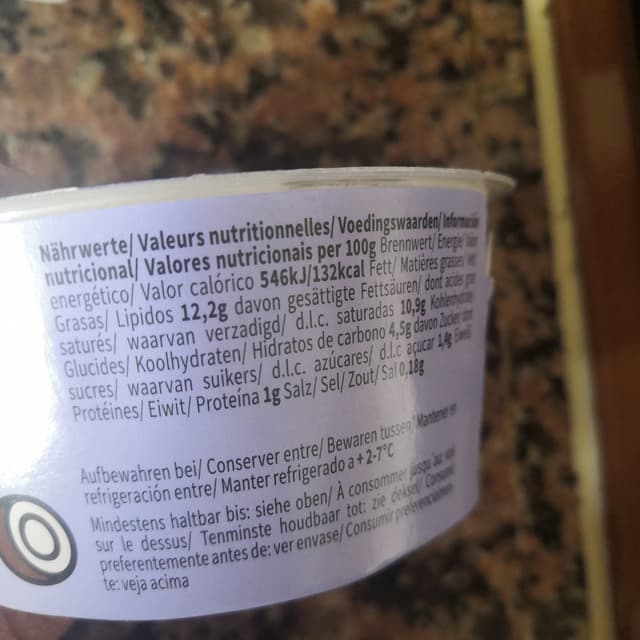 Nährwerte/ Valeurs nutritionnelles/ Voedingswaarden/ Información
nutricional/ Valores nutricionais per 100g Brennwert/ Energie/ Valor
energético/ Valor calórico 546kJ/132kcal Fett/ Matières grasses/ Vet/
Grasas/ Lipidos 12,2g davon gesättigte Fettsäuren/ dont acides gras
saturés/ waarvan verzadigd/ d.l.c. saturadas 10,9g Kohlenhydrate/
Glucides/ Koolhydraten/ Hidratos de carbono 4,5g davon Zucker/ dont
sucres/ waarvan suikers/ d.l.c. azúcares/ d.l.c açucar 1,4g Eiweiß/
Protéines/ Eiwit/ Proteína 1g Salz/ Sel/ Zout/ Sal 0,18g
Aufbewahren bei/ Conserver entre/ Bewaren tussen/ Mantener en
refrigeración entre/ Manter refrigerado a + 2-7°C
Mindestens haltbar bis: siehe oben/ À consommer jusqu'au: voir
sur le dessus/ Tenminste houdbaar tot: zie deksel/ Consumir
preferentemente antes de: ver envase/ Consumir preferencialmen-
te: veja acima